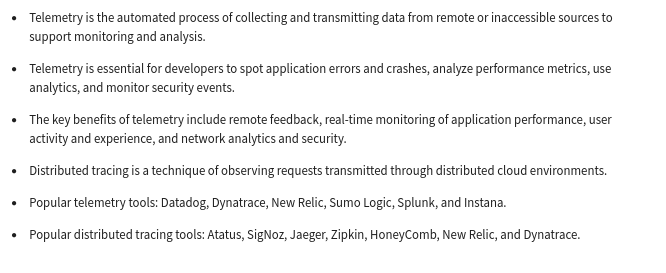 • Telemetry is the automated process of collecting and transmitting data from remote or inaccessible sources to
support monitoring and analysis.
• Telemetry is essential for developers to spot application errors and crashes, analyze performance metrics, use
analytics, and monitor security events.
• The key benefits of telemetry include remote feedback, real-time monitoring of application performance, user
activity and experience, and network analytics and security.
• Distributed tracing is a technique of observing requests transmitted through distributed cloud environments.
• Popular telemetry tools: Datadog, Dynatrace, New Relic, Sumo Logic, Splunk, and Instana.
• Popular distributed tracing tools: Atatus, SigNoz, Jaeger, Zipkin, HoneyComb, New Relic, and Dynatrace.